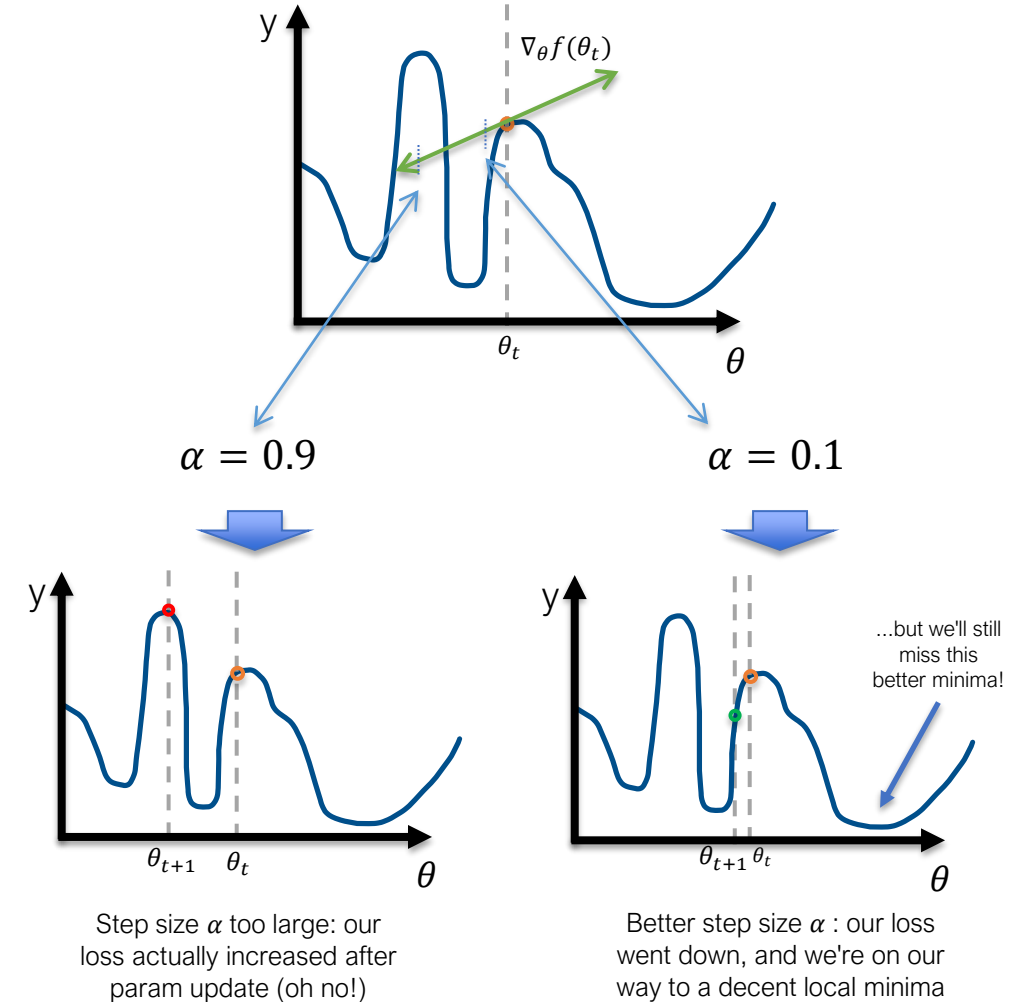 y
∇θf(θt)
θt
θ
α = 0.9
α = 0.1
y
θt+1
θt
θ
Step size α too large: our
loss actually increased after
param update (oh no!)
y
...but we'll still
miss this
better minima!
θt+1
θt
θ
Better step size α : our loss
went down, and we're on our
way to a decent local minima